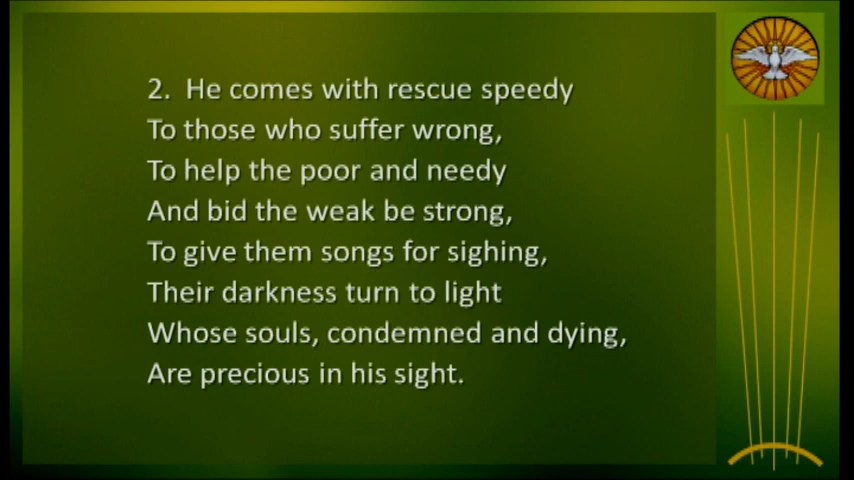 2. He comes with rescue speedy
To those who suffer wrong,
To help the poor and needy
And bid the weak be strong,
To give them songs for sighing,
Their darkness turn to light
Whose souls, condemned and dying,
Are precious in his sight.